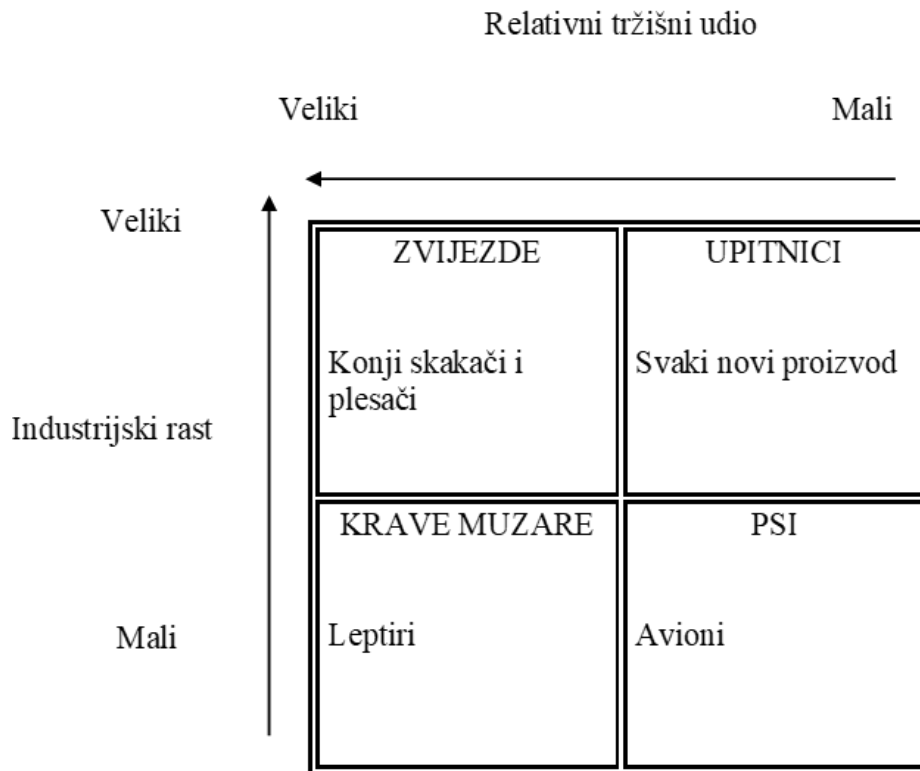 Relativni tržišni udio
Veliki
Mali
Veliki
ZVIJEZDE
UPITNICI
Konji skakači i
plesači
Svaki novi proizvod
Industrijski rast
KRAVE MUZARE
PSI
Mali
Leptiri
Avioni